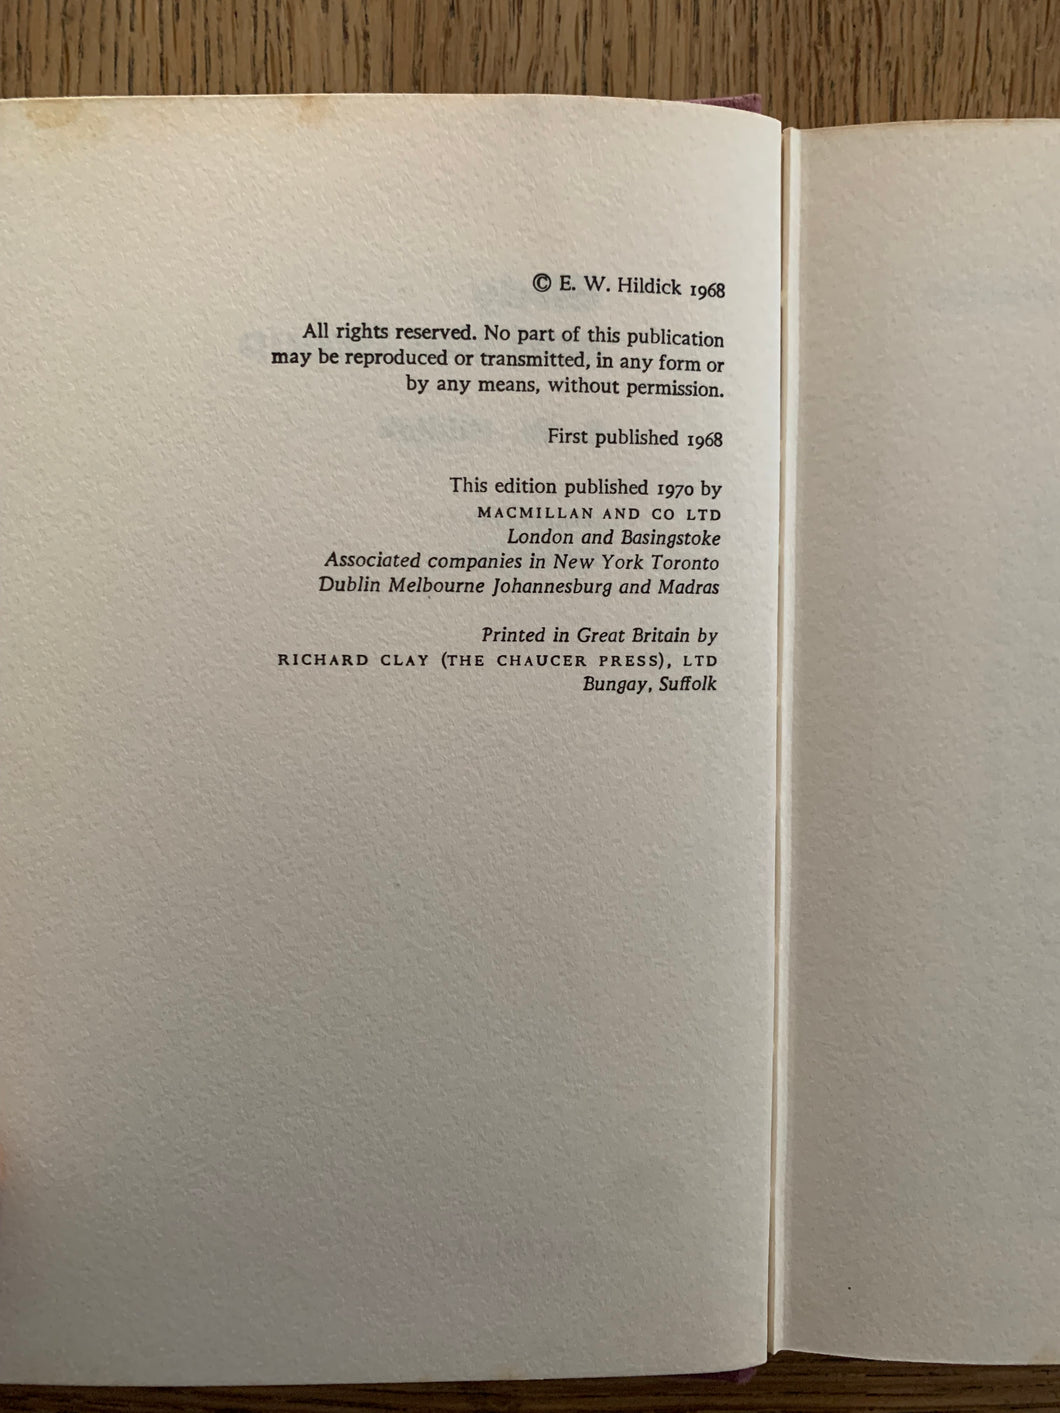 © E. W. Hildick 1968
All rights reserved. No part of this publication
may be reproduced or transmitted, in any form or
by any means, without permission.
First published 1968
This edition published 1970 by
MACMILLAN AND CO LTD
London and Basingstoke
Associated companies in New York Toronto
Dublin Melbourne Johannesburg and Madras
Printed in Great Britain by
RICHARD CLAY (THE CHAUCER PRESS), LTD
Bungay, Suffolk